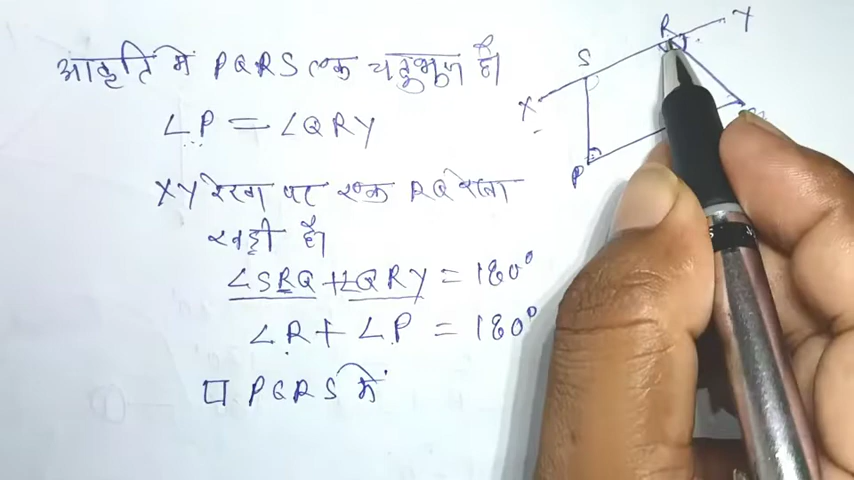 आकृति में PQRS एक चतुर्भुज है।
∠P = ∠QRY
XY रेखा पर एक RQ रेखा
खड़ी है।
∠SRQ + ∠QRY = 180°
∠R + ∠P = 180°
□ PQRS में
R Y
S
X
P